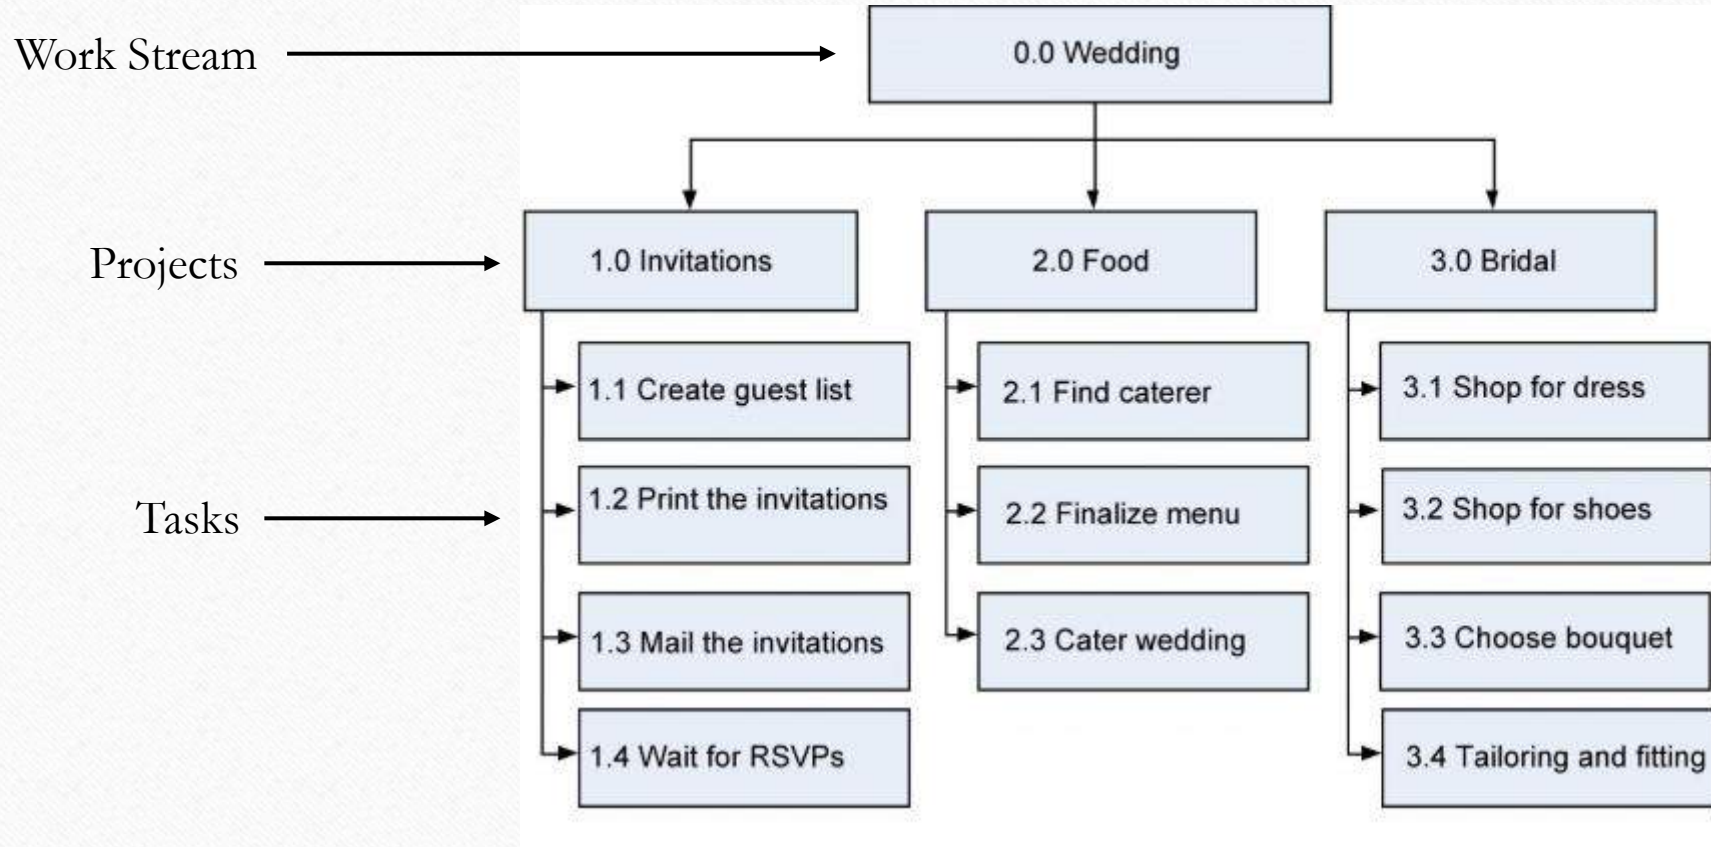 Work Stream
0.0 Wedding
Projects
1.0 Invitations
2.0 Food
3.0 Bridal
Tasks
1.1 Create guest list
1.2 Print the invitations
1.3 Mail the invitations
1.4 Wait for RSVPs
2.1 Find caterer
2.2 Finalize menu
2.3 Cater wedding
3.1 Shop for dress
3.2 Shop for shoes
3.3 Choose bouquet
3.4 Tailoring and fitting